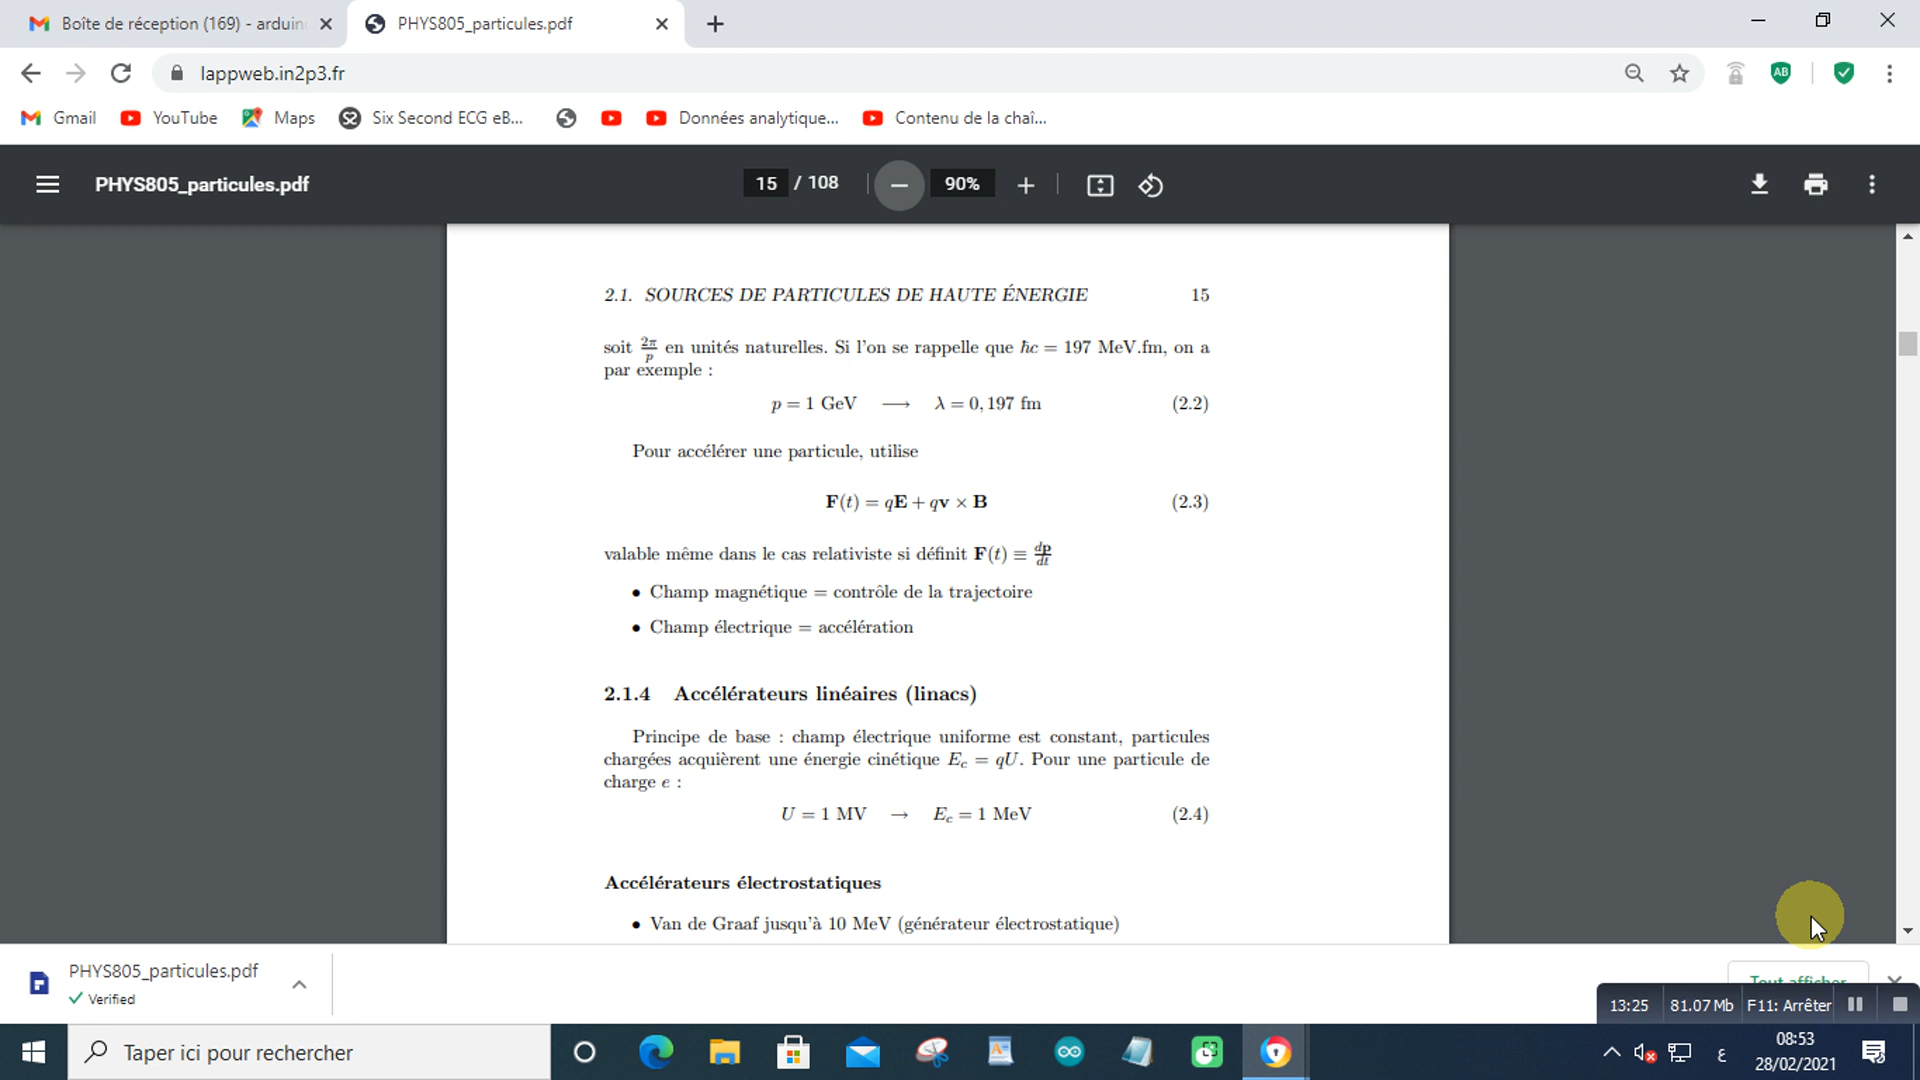 Boîte de réception (169) - arduin
PHYS805_particules.pdf
lappweb.in2p3.fr
AB
Gmail
YouTube
Maps
Six Second ECG eB...
Données analytique...
Contenu de la chaî...
PHYS805_particules.pdf
15 / 108
90%
2.1. SOURCES DE PARTICULES DE HAUTE ÉNERGIE 15
soit 2π/p en unités naturelles. Si l'on se rappelle que ℏc = 197 MeV.fm, on a
par exemple :
p = 1 GeV ⟶ λ = 0,197 fm (2.2)
Pour accélérer une particule, utilise
F(t) = qE + qv × B (2.3)
valable même dans le cas relativiste si définit F(t) ≡ dp/dt
• Champ magnétique = contrôle de la trajectoire
• Champ électrique = accélération
2.1.4 Accélérateurs linéaires (linacs)
Principe de base : champ électrique uniforme est constant, particules
chargées acquièrent une énergie cinétique Ec = qU. Pour une particule de
charge e :
U = 1 MV → Ec = 1 MeV (2.4)
Accélérateurs électrostatiques
• Van de Graaf jusqu'à 10 MeV (générateur électrostatique)
PHYS805_particules.pdf
Verified
Tout afficher
13:25 81.07 Mb F11: Arrêter
Taper ici pour rechercher
ع
08:53
28/02/2021